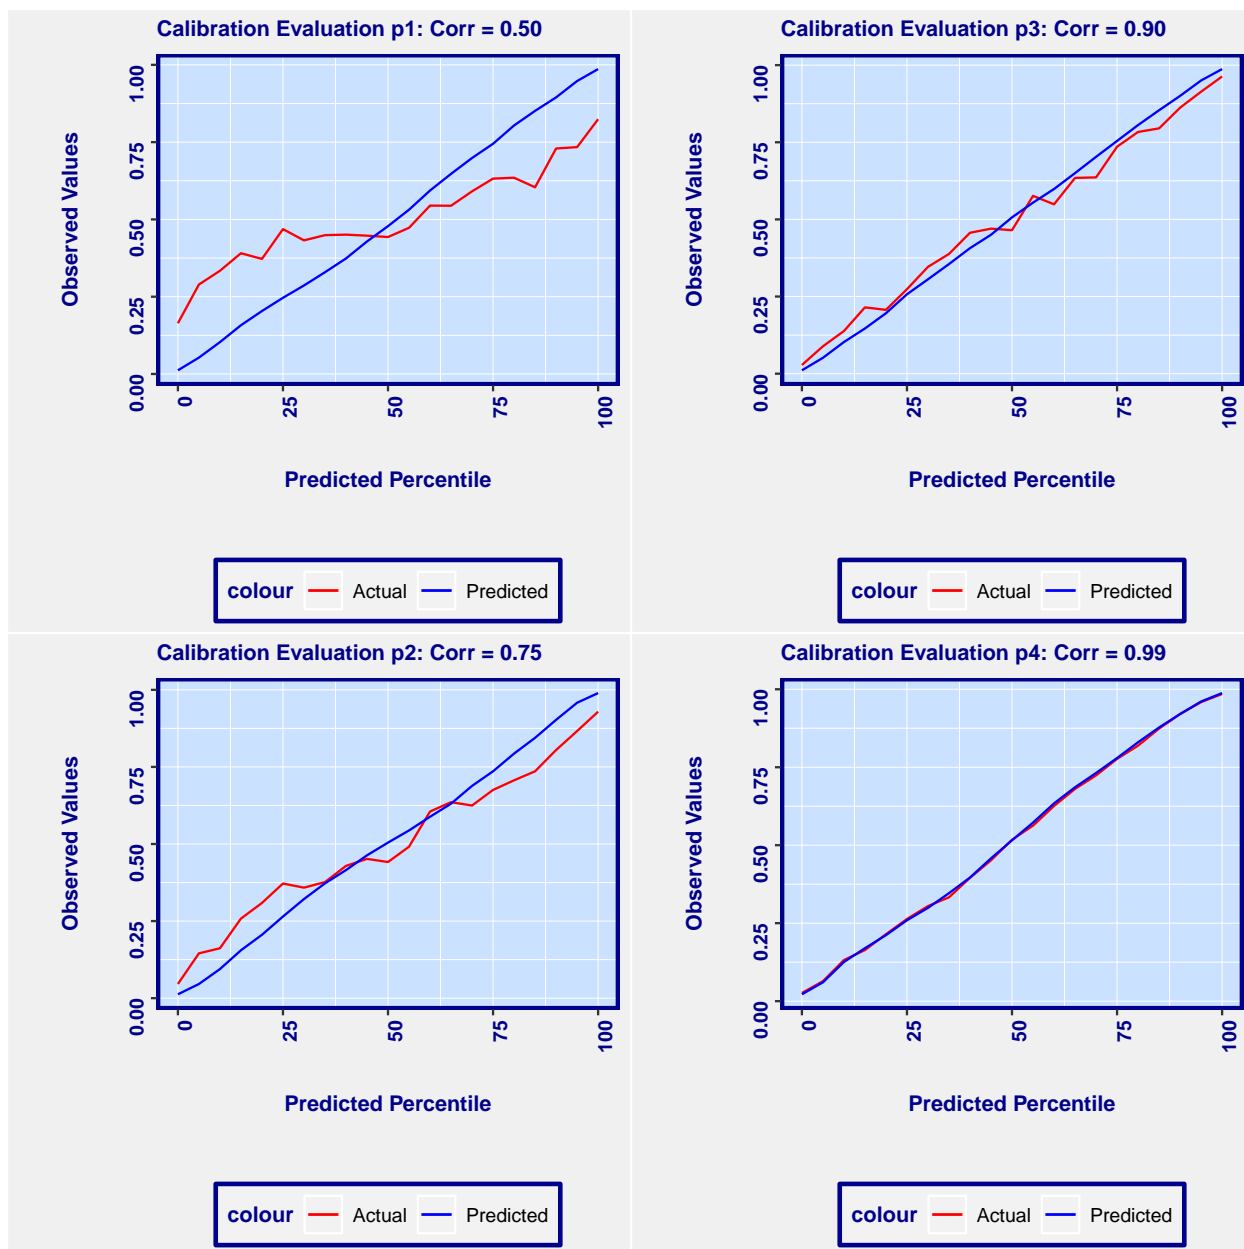 Calibration Evaluation p1: Corr = 0.50
1.00
0.75
0.50
0.25
0.00
Observed Values
0
25
50
75
100
Predicted Percentile
colour Actual Predicted
Calibration Evaluation p3: Corr = 0.90
1.00
0.75
0.50
0.25
0.00
Observed Values
0
25
50
75
100
Predicted Percentile
colour Actual Predicted
Calibration Evaluation p2: Corr = 0.75
1.00
0.75
0.50
0.25
0.00
Observed Values
0
25
50
75
100
Predicted Percentile
colour Actual Predicted
Calibration Evaluation p4: Corr = 0.99
1.00
0.75
0.50
0.25
0.00
Observed Values
0
25
50
75
100
Predicted Percentile
colour Actual Predicted